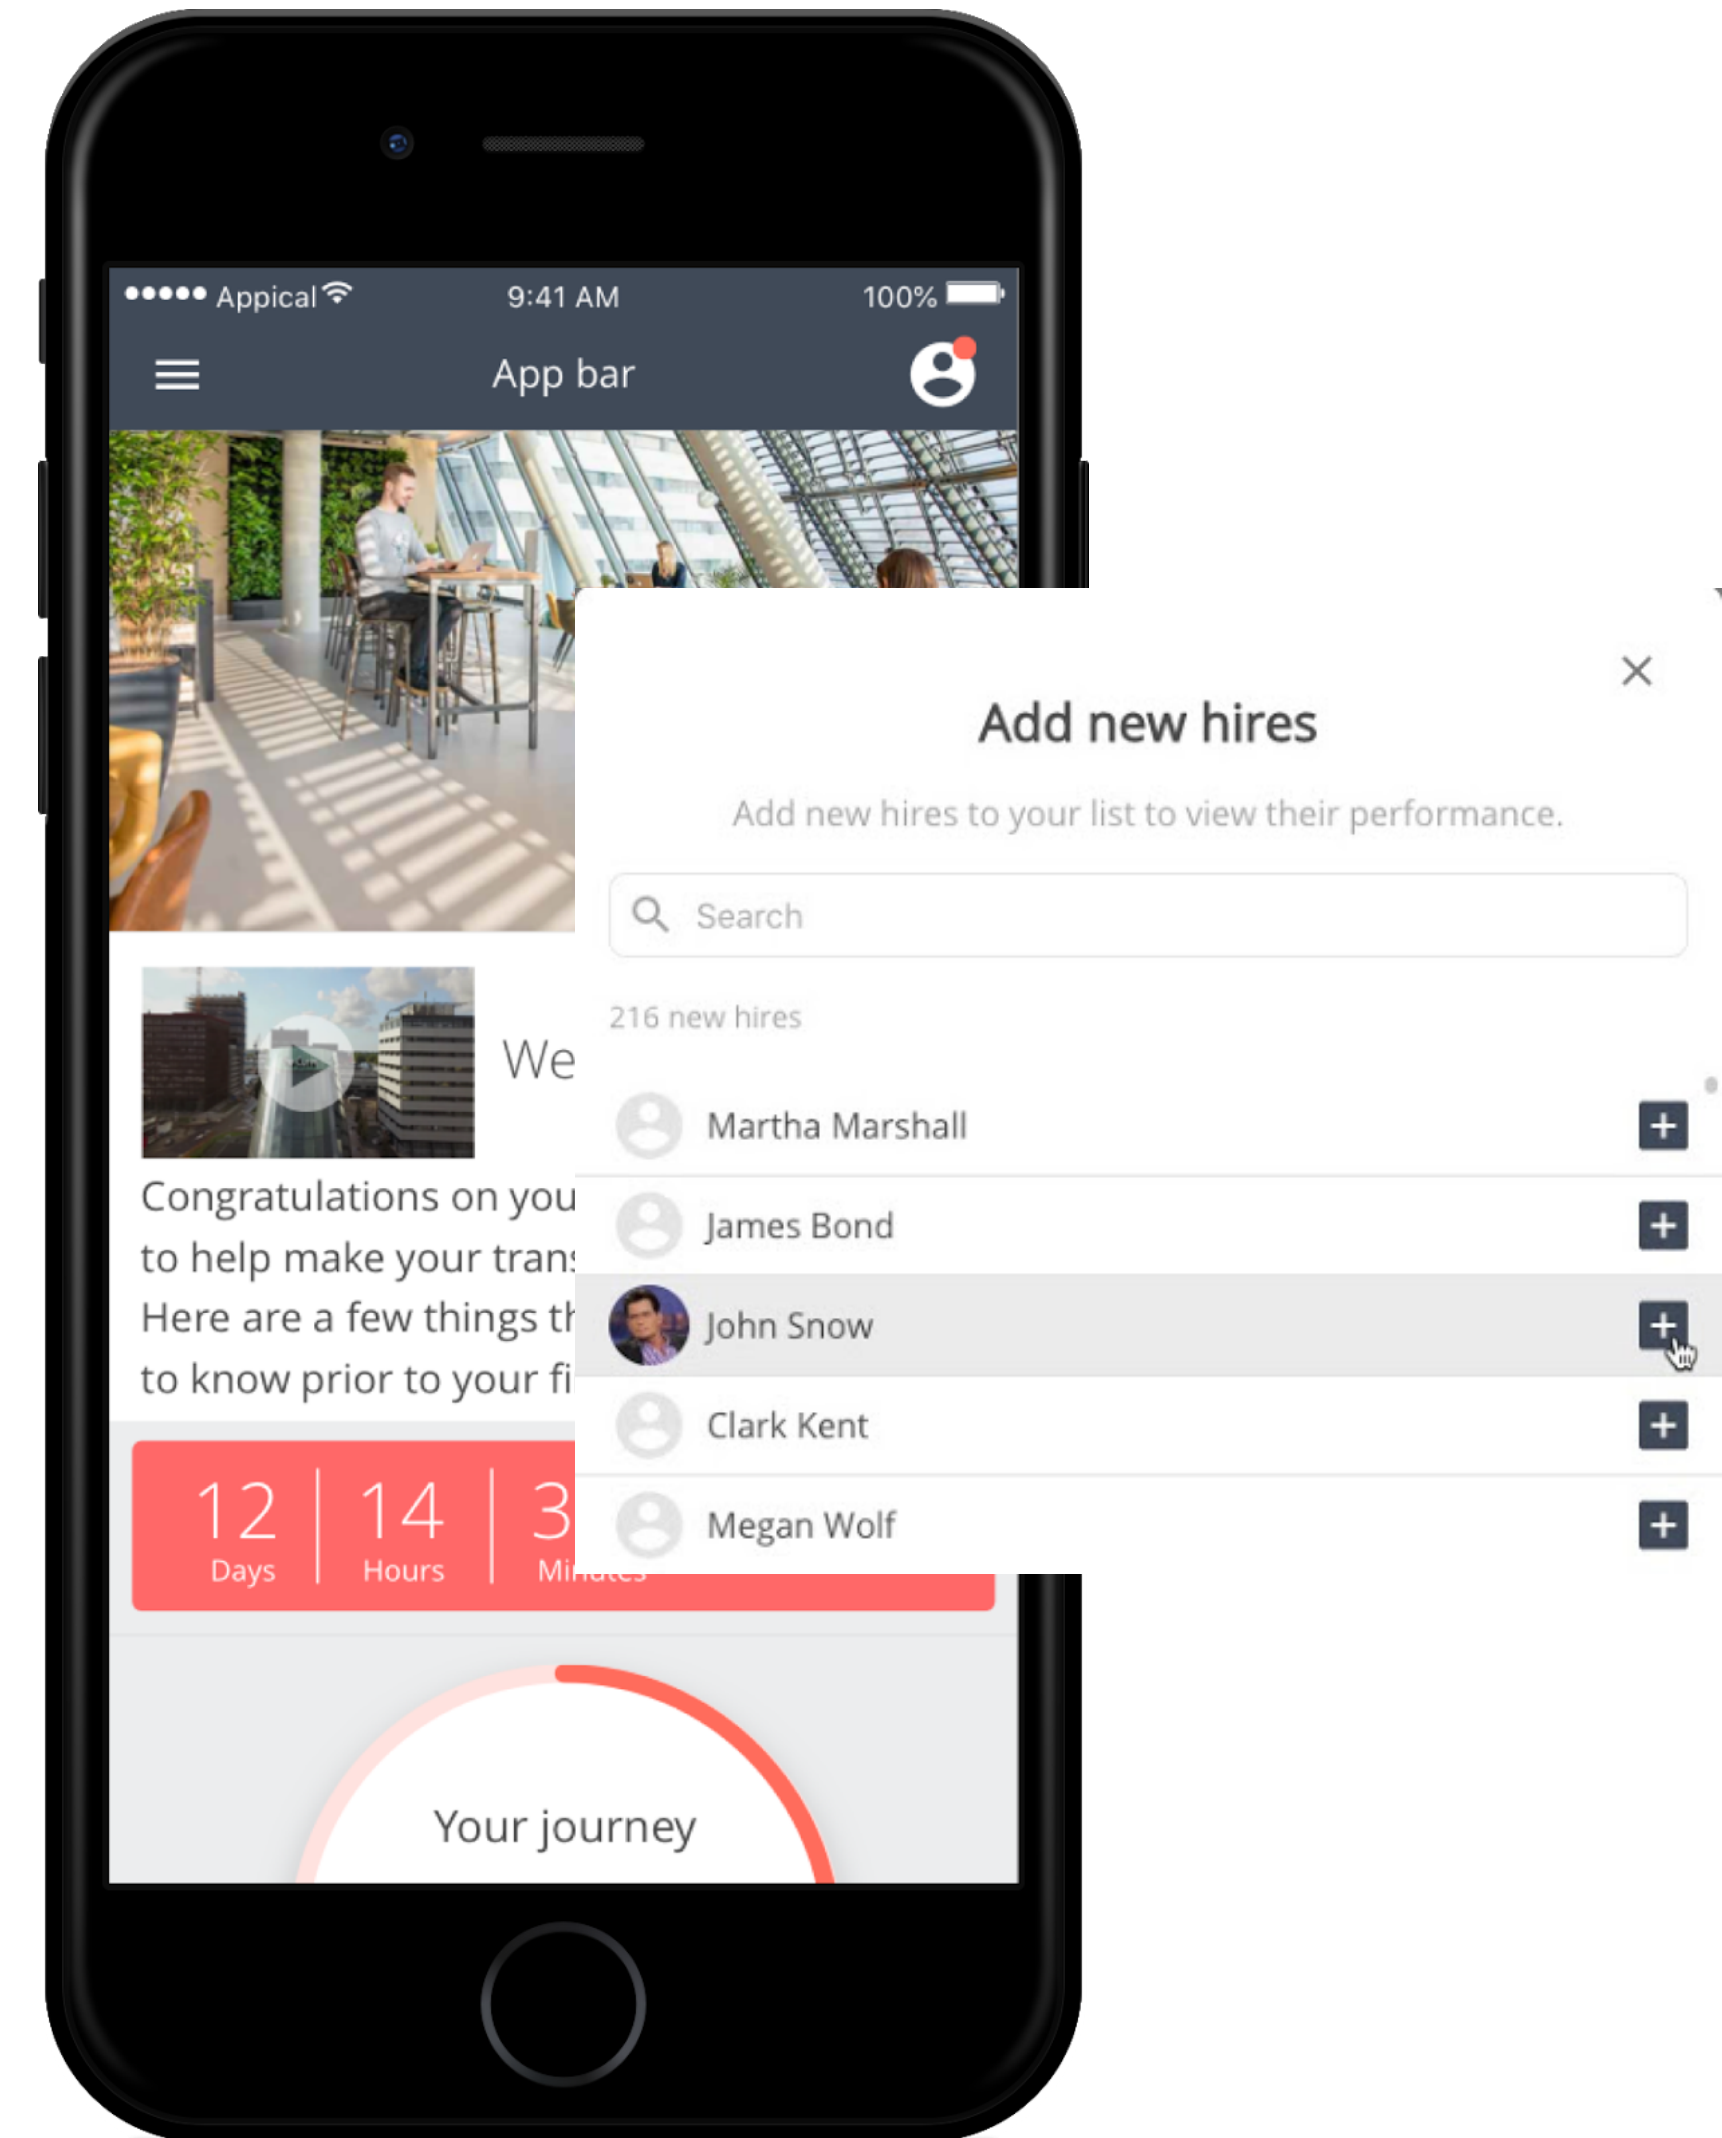 Appical 9:41 AM 100%
App bar
Add new hires
Add new hires to your list to view their performance.
Search
216 new hires
Martha Marshall
James Bond
John Snow
Clark Kent
Megan Wolf
We
Congratulations on you
to help make your trans
Here are a few things th
to know prior to your fi
12 14 3
Days Hours Minutes
Your journey